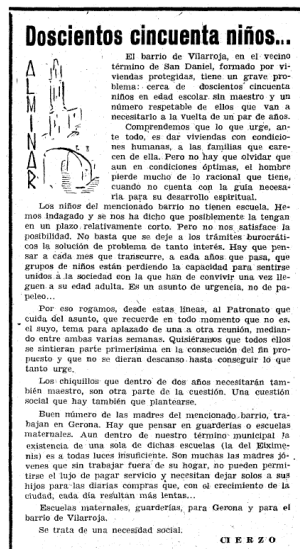 Doscientos cincuenta niños...
ALMINAR
El barrio de Vilarroja, en el vecino
término de San Daniel, formado por vi-
viendas protegidas, tiene un grave pro-
blema: cerca de doscientos cincuenta
niños en edad escolar sin maestro y un
número respetable de ellos que van a
necesitarlo a la vuelta de un par de años.
Comprendemos que lo que urge, an-
te todo, es dar viviendas con condicio-
nes humanas, a las familias que care-
cen de ella. Pero no hay que olvidar que
aun en condiciones óptimas, el hombre
pierde mucho de lo racional que tiene,
cuando no cuenta con la guía necesa-
ria para su desarrollo espiritual.
Los niños del mencionado barrio no tienen escuela. He-
mos indagado y se nos ha dicho que posiblemente la tengan
en un plazo relativamente corto. Pero no nos satisface la
posibilidad. No basta que se deje a los trámites burocráti-
cos la solución de problema de tanto interés. Hay que pen-
sar a cada mes que transcurre, a cada años que pasa, que
grupos de niños están perdiendo la capacidad para sentirse
unidos a la sociedad con la que han de convivir una vez lle-
guen a su edad adulta. Es un asunto de urgencia, no de pa-
peleo...
Por eso rogamos, desde estas líneas, al Patronato que
cuida del asunto, que recuerde en todo momento que no es,
el suyo, tema para aplazado de una a otra reunión, median-
do entre ambas varias semanas. Quisiéramos que todos ellos
se sintieran parte primerísima en la consecución del fin pro-
puesto y que no se dieran descanso hasta conseguir lo que
tanto urge.
Los chiquillos que dentro de dos años necesitarán tam-
bién maestro, son otra parte de la cuestión. Una cuestión
social que hay también que plantearse.
Buen número de las madres del mencionado barrio, tra-
bajan en Gerona. Hay que pensar en guarderías o escuelas
maternales. Aun dentro de nuestro término municipal la
existencia de una sola de dichas escuelas (la del Elxime-
nis) es a todas luces insuficiente. Son muchas las madres jó-
venes que sin trabajar fuera de su hogar, no pueden permi-
tirse el lujo de pagar servicio y necesitan dejar solos a sus
hijos para las diarias compras que, con el crecimiento de la
ciudad, cada día resultan más lentas...
Escuelas maternales, guarderías, para Gerona y para el
barrio de Vilarroja.
Se trata de una necesidad social.
CIERZO